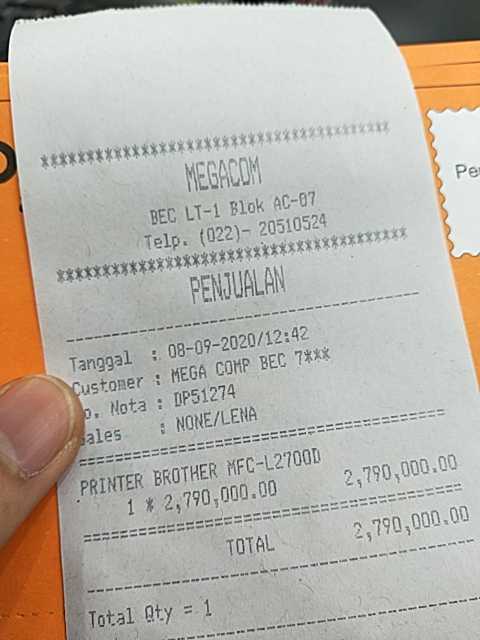 ****************************************
MEGACOM
BEC LT-1 Blok AC-07
Telp. (022)- 20510524
****************************************
PENJUALAN
----------------------------------------
Tanggal : 08-09-2020/12:42
Customer : MEGA COMP BEC 7***
No. Nota : DP51274
Sales : NONE/LENA
========================================
PRINTER BROTHER MFC-L2700D
1 * 2,790,000.00 2,790,000.00
========================================
TOTAL 2,790,000.00
----------------------------------------
Total Qty = 1
----------------------------------------